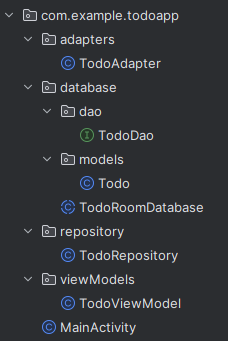 com.example.todoapp
adapters
TodoAdapter
database
dao
TodoDao
models
Todo
TodoRoomDatabase
repository
TodoRepository
viewModels
TodoViewModel
MainActivity